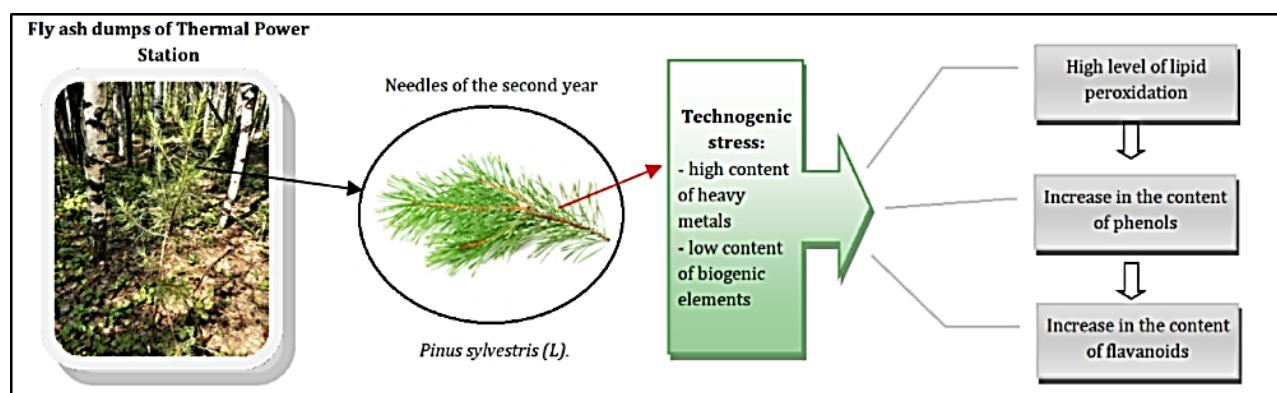 Fly ash dumps of Thermal Power
Station
Needles of the second year
Pinus sylvestris (L).
Technogenic
stress:
- high content
of heavy
metals
- low content
of biogenic
elements
High level of lipid
peroxidation
Increase in the content
of phenols
Increase in the content
of flavanoids